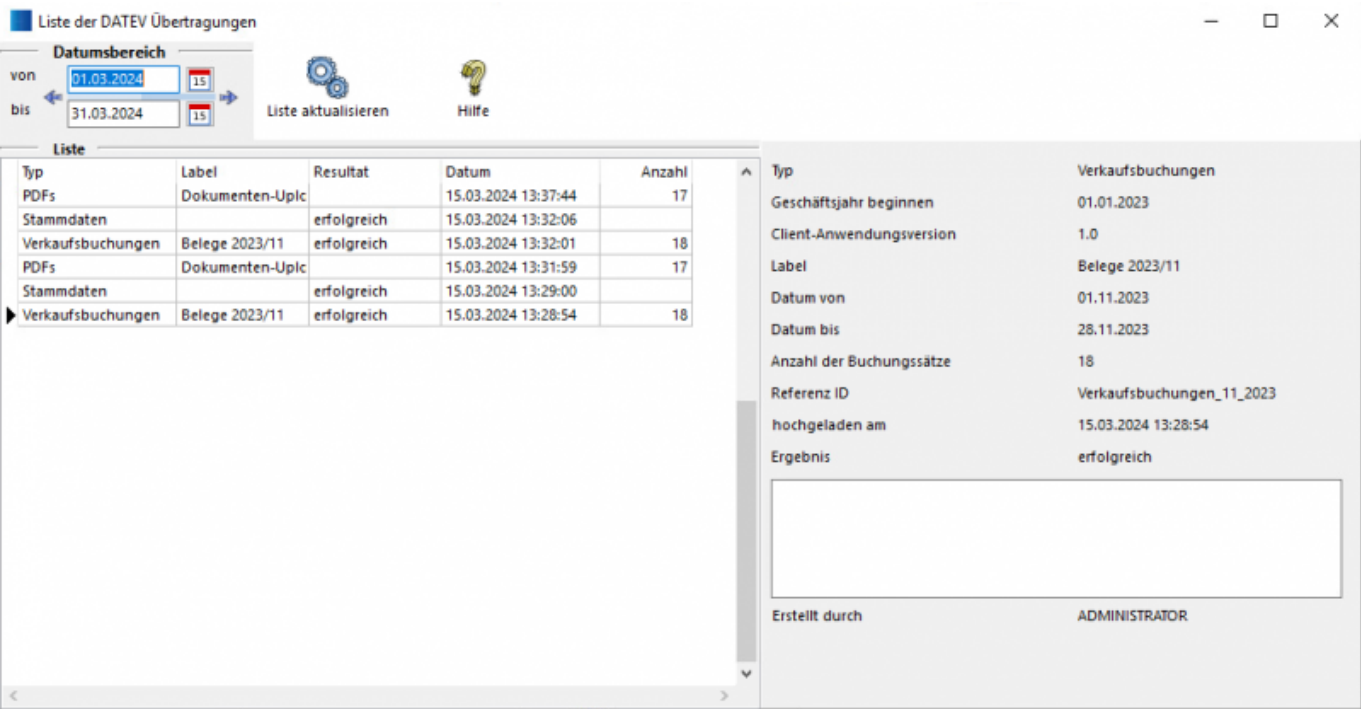 Liste der DATEV Übertragungen
Datumsbereich
von 01.03.2024 15
bis 31.03.2024 15
Liste aktualisieren
Hilfe
Liste
Typ Label Resultat Datum Anzahl
PDFs Dokumenten-Uplc 15.03.2024 13:37:44 17
Stammdaten erfolgreich 15.03.2024 13:32:06
Verkaufsbuchungen Belege 2023/11 erfolgreich 15.03.2024 13:32:01 18
PDFs Dokumenten-Uplc 15.03.2024 13:31:59 17
Stammdaten erfolgreich 15.03.2024 13:29:00
Verkaufsbuchungen Belege 2023/11 erfolgreich 15.03.2024 13:28:54 18
Typ Verkaufsbuchungen
Geschäftsjahr beginnen 01.01.2023
Client-Anwendungsversion 1.0
Label Belege 2023/11
Datum von 01.11.2023
Datum bis 28.11.2023
Anzahl der Buchungssätze 18
Referenz ID Verkaufsbuchungen_11_2023
hochgeladen am 15.03.2024 13:28:54
Ergebnis erfolgreich
Erstellt durch ADMINISTRATOR